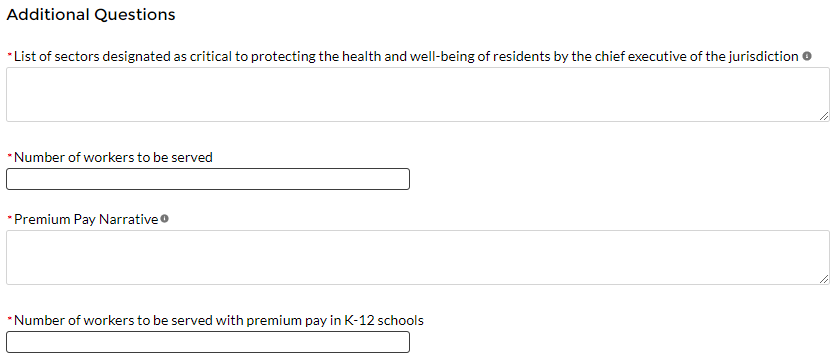 Additional Questions
*List of sectors designated as critical to protecting the health and well-being of residents by the chief executive of the jurisdiction
*Number of workers to be served
*Premium Pay Narrative
*Number of workers to be served with premium pay in K-12 schools